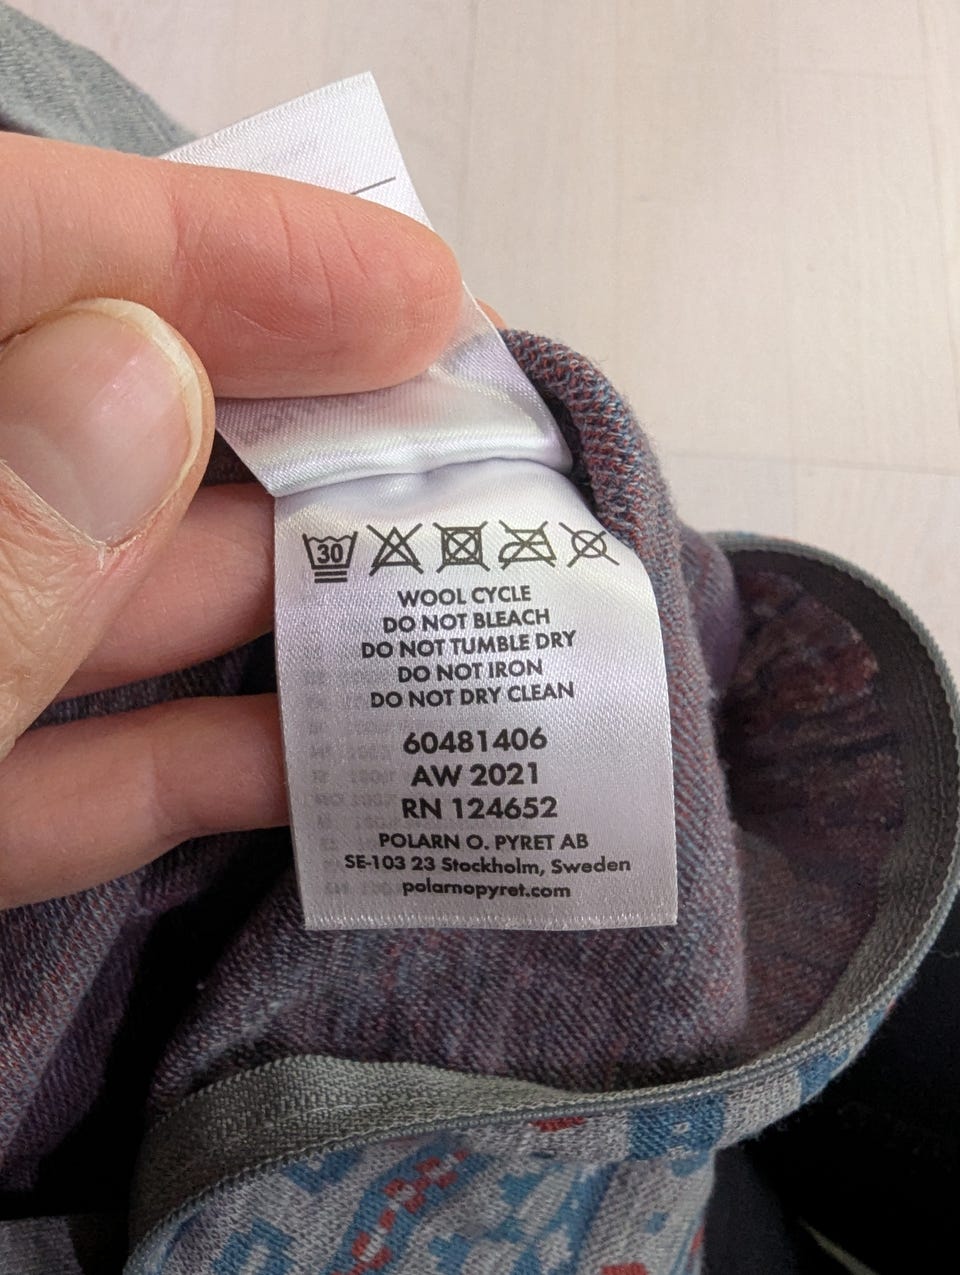 30
WOOL CYCLE
DO NOT BLEACH
DO NOT TUMBLE DRY
DO NOT IRON
DO NOT DRY CLEAN
60481406
AW 2021
RN 124652
POLARN O. PYRET AB
SE-103 23 Stockholm, Sweden
polarnopyret.com